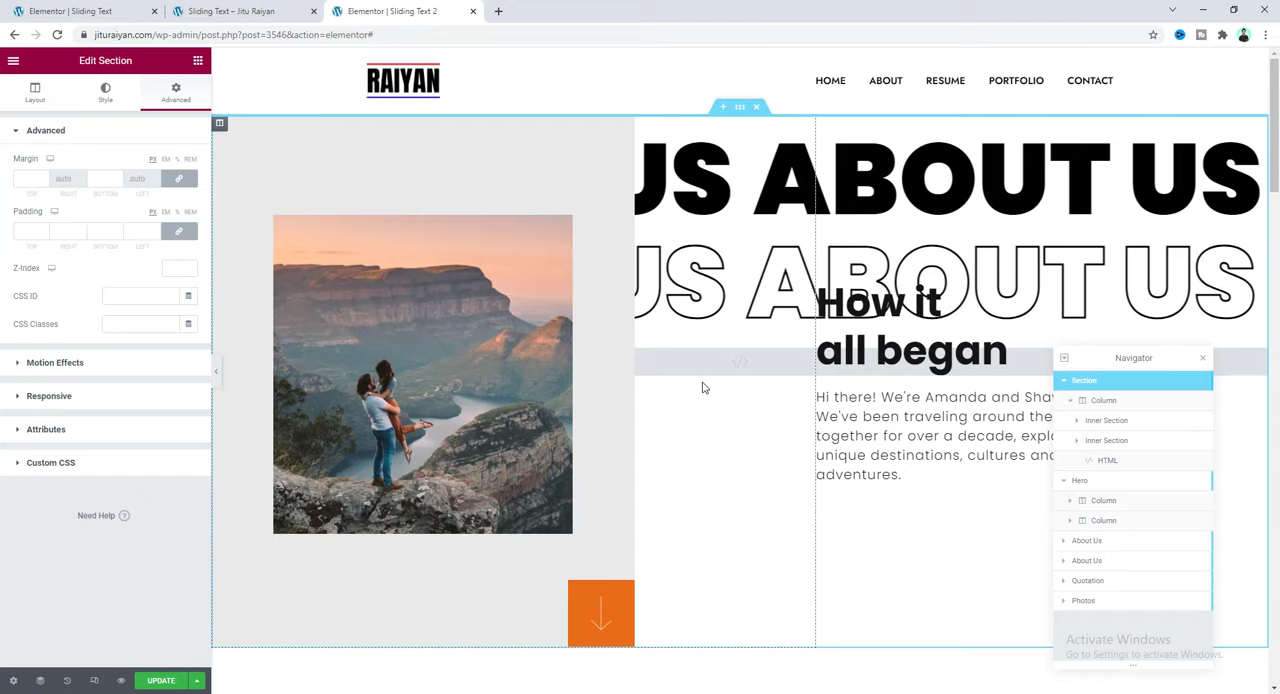 Elementor | Sliding Text
Sliding Text – Jitu Raiyan
Elementor | Sliding Text 2
jituraiyan.com/wp-admin/post.php?post=3546&action=elementor#
Edit Section
Layout
Style
Advanced
Advanced
Margin
PX EM % REM
auto
auto
TOP RIGHT BOTTOM LEFT
Padding
PX EM % REM
TOP RIGHT BOTTOM LEFT
Z-Index
CSS ID
CSS Classes
Motion Effects
Responsive
Attributes
Custom CSS
Need Help
UPDATE
RAIYAN
HOME ABOUT RESUME PORTFOLIO CONTACT
US ABOUT US
US ABOUT US
How it
all began
Hi there! We're Amanda and
We've been traveling around the
together for over a decade,
unique destinations, cultures
adventures.
Navigator
Section
Column
Inner Section
Inner Section
HTML
Hero
Column
Column
About Us
About Us
Quotation
Photos
Activate Windows
Go to Settings to activate Windows.